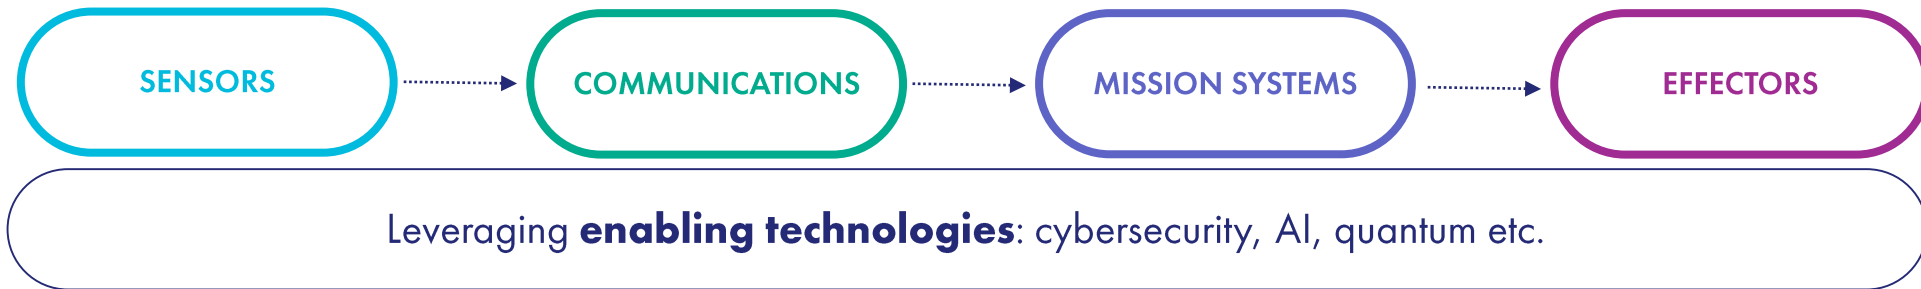 SENSORS
COMMUNICATIONS
MISSION SYSTEMS
EFFECTORS
Leveraging enabling technologies: cybersecurity, AI, quantum etc.